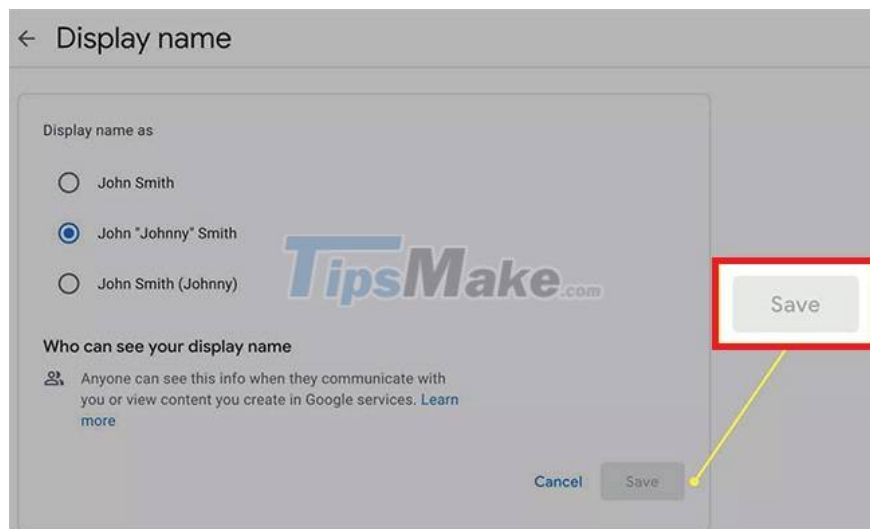 Display name
Display name as
John Smith
John "Johnny" Smith
John Smith (Johnny)
TipsMake.com
Save
Who can see your display name
Anyone can see this info when they communicate with
you or view content you create in Google services. Learn
more
Cancel
Save